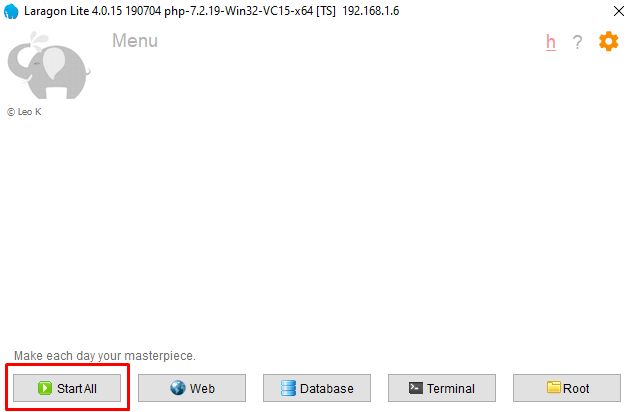 Laragon Lite 4.0.15 190704 php-7.2.19-Win32-VC15-x64 [TS] 192.168.1.6
Menu
h ?
© Leo K
Make each day your masterpiece.
Start All Web Database Terminal Root